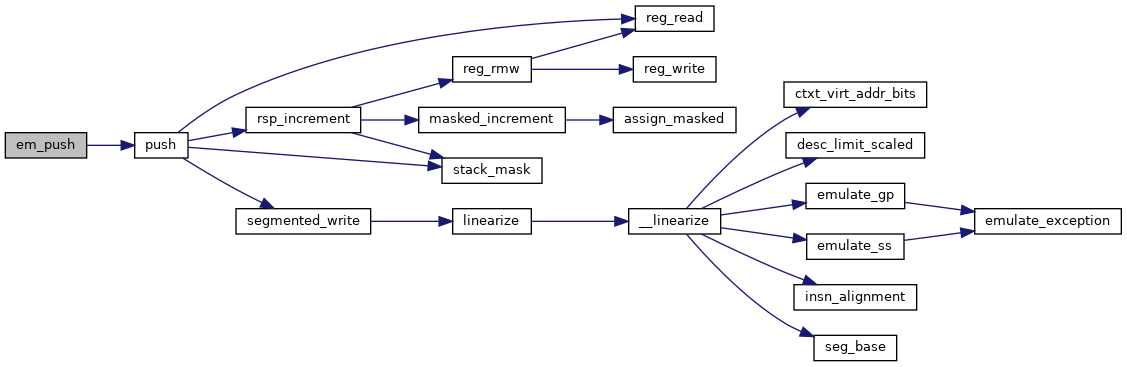 em_push
push
reg_read
reg_rmw
reg_write
rsp_increment
masked_increment
assign_masked
stack_mask
segmented_write
linearize
__linearize
ctxt_virt_addr_bits
desc_limit_scaled
emulate_gp
emulate_ss
emulate_exception
insn_alignment
seg_base